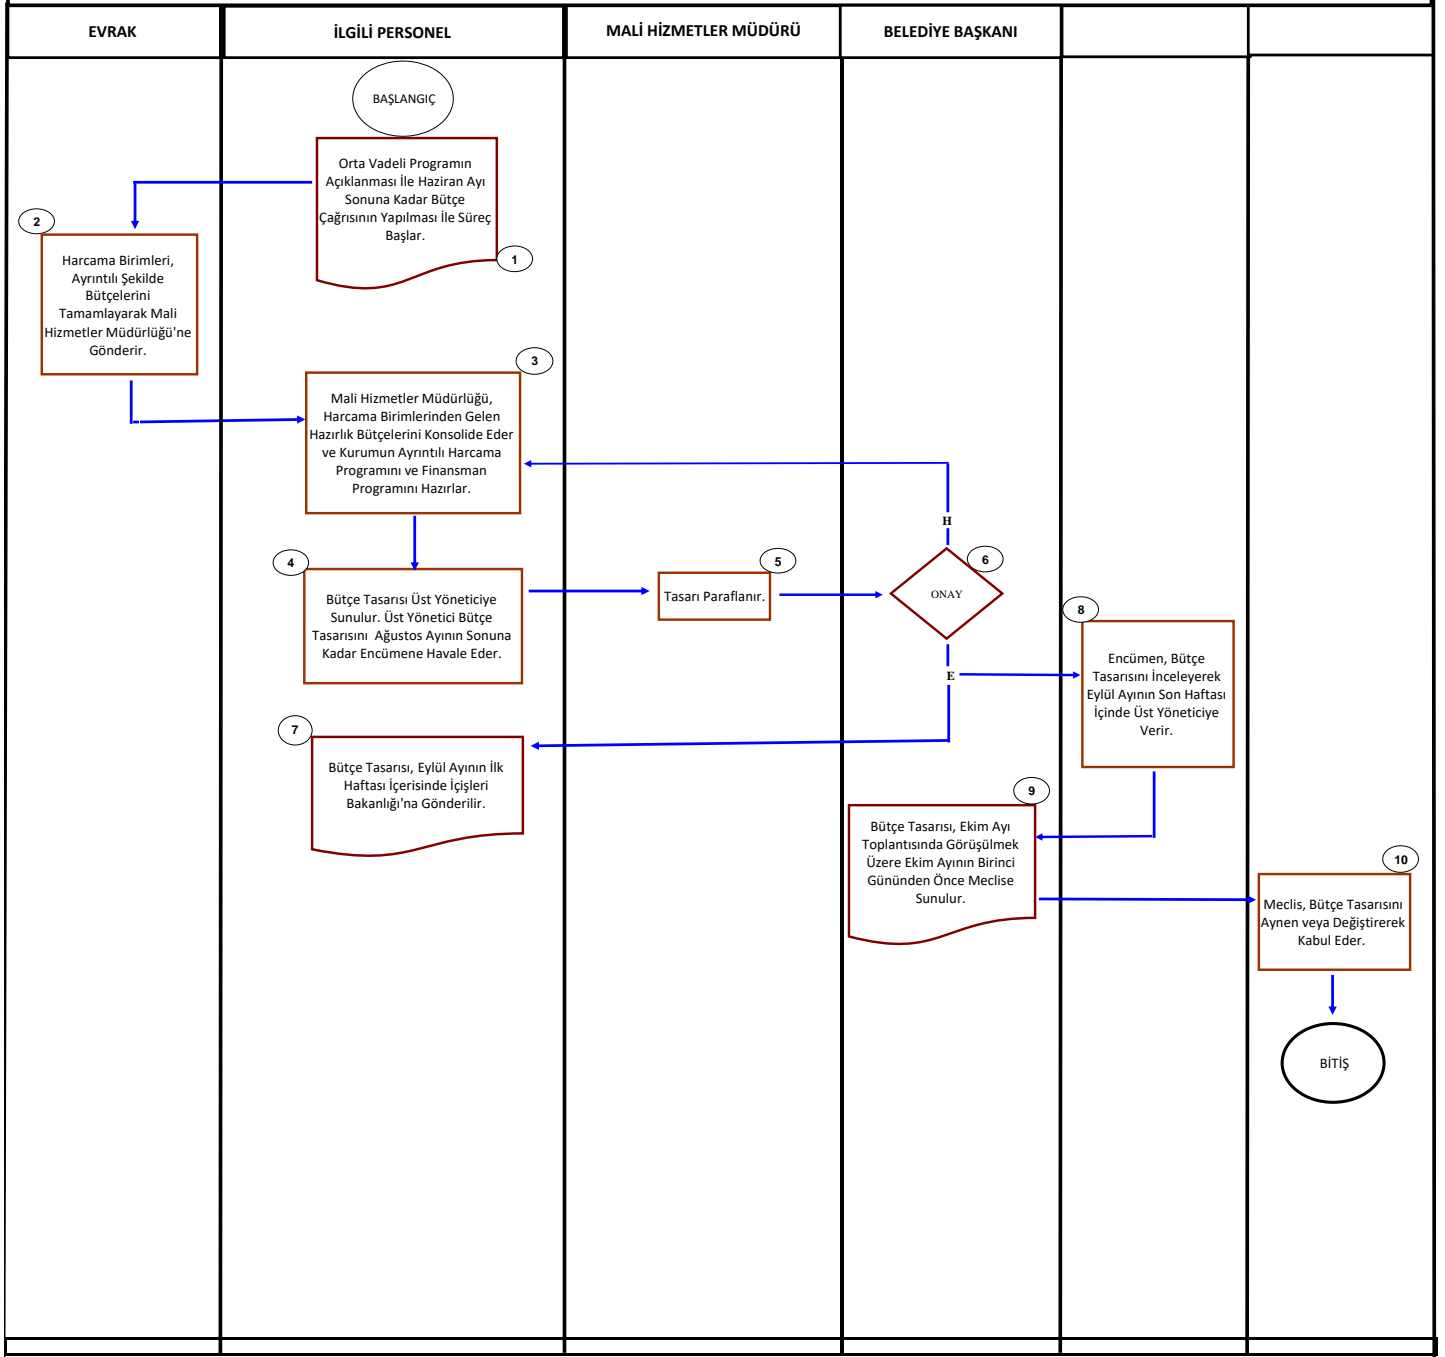 EVRAK
İLGİLİ PERSONEL
MALİ HİZMETLER MÜDÜRÜ
BELEDİYE BAŞKANI
BAŞLANGIÇ
Orta Vadeli Programın
Açıklanması İle Haziran Ayı
Sonuna Kadar Bütçe
Çağrısının Yapılması İle Süreç
Başlar.
1
2
Harcama Birimleri,
Ayrıntılı Şekilde
Bütçelerini
Tamamlayarak Mali
Hizmetler Müdürlüğü'ne
Gönderir.
3
Mali Hizmetler Müdürlüğü,
Harcama Birimlerinden Gelen
Hazırlık Bütçelerini Konsolide Eder
ve Kurumun Ayrıntılı Harcama
Programını ve Finansman
Programını Hazırlar.
4
Bütçe Tasarısı Üst Yöneticiye
Sunulur. Üst Yönetici Bütçe
Tasarısını Ağustos Ayının Sonuna
Kadar Encümene Havale Eder.
5
Tasarı Paraflanır.
H
6
ONAY
E
7
Bütçe Tasarısı, Eylül Ayının İlk
Haftası İçerisinde İçişleri
Bakanlığı'na Gönderilir.
8
Encümen, Bütçe
Tasarısını İnceleyerek
Eylül Ayının Son Haftası
İçinde Üst Yöneticiye
Verir.
9
Bütçe Tasarısı, Ekim Ayı
Toplantısında Görüşülmek
Üzere Ekim Ayının Birinci
Gününden Önce Meclise
Sunulur.
10
Meclis, Bütçe Tasarısını
Aynen veya Değiştirerek
Kabul Eder.
BİTİŞ